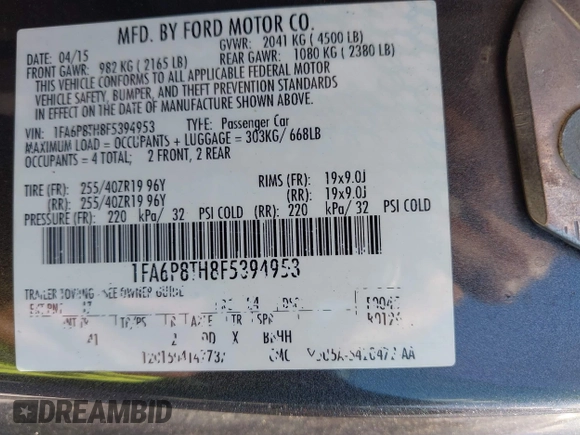 MFD. BY FORD MOTOR CO.
DATE: 04/15 GVWR: 2041 KG ( 4500 LB)
FRONT GAWR: 982 KG ( 2165 LB) REAR GAWR: 1080 KG ( 2380 LB)
THIS VEHICLE CONFORMS TO ALL APPLICABLE FEDERAL MOTOR
VEHICLE SAFETY, BUMPER, AND THEFT PREVENTION STANDARDS
IN EFFECT ON THE DATE OF MANUFACTURE SHOWN ABOVE.
VIN: 1FA6P8TH8F5394953 TYPE: Passenger Car
MAXIMUM LOAD = OCCUPANTS + LUGGAGE = 303KG/ 668LB
OCCUPANTS = 4 TOTAL; 2 FRONT, 2 REAR
TIRE (FR): 255/40ZR19 96Y RIMS (FR): 19x9.0J
(RR): 255/40ZR19 96Y (RR): 19x9.0J
PRESSURE (FR): 220 kPa/ 32 PSI COLD (RR): 220 kPa/ 32 PSI COLD
1FA6P8TH8F5394953
TRAILER TOWING - SEE OWNER GUIDE
DREAMBID